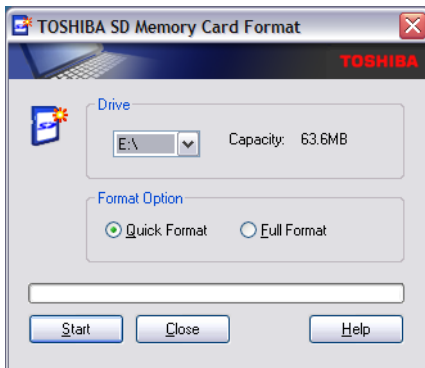 TOSHIBA SD Memory Card Format
TOSHIBA
Drive
E:\ Capacity: 63.6MB
Format Option
Quick Format Full Format
Start Close Help